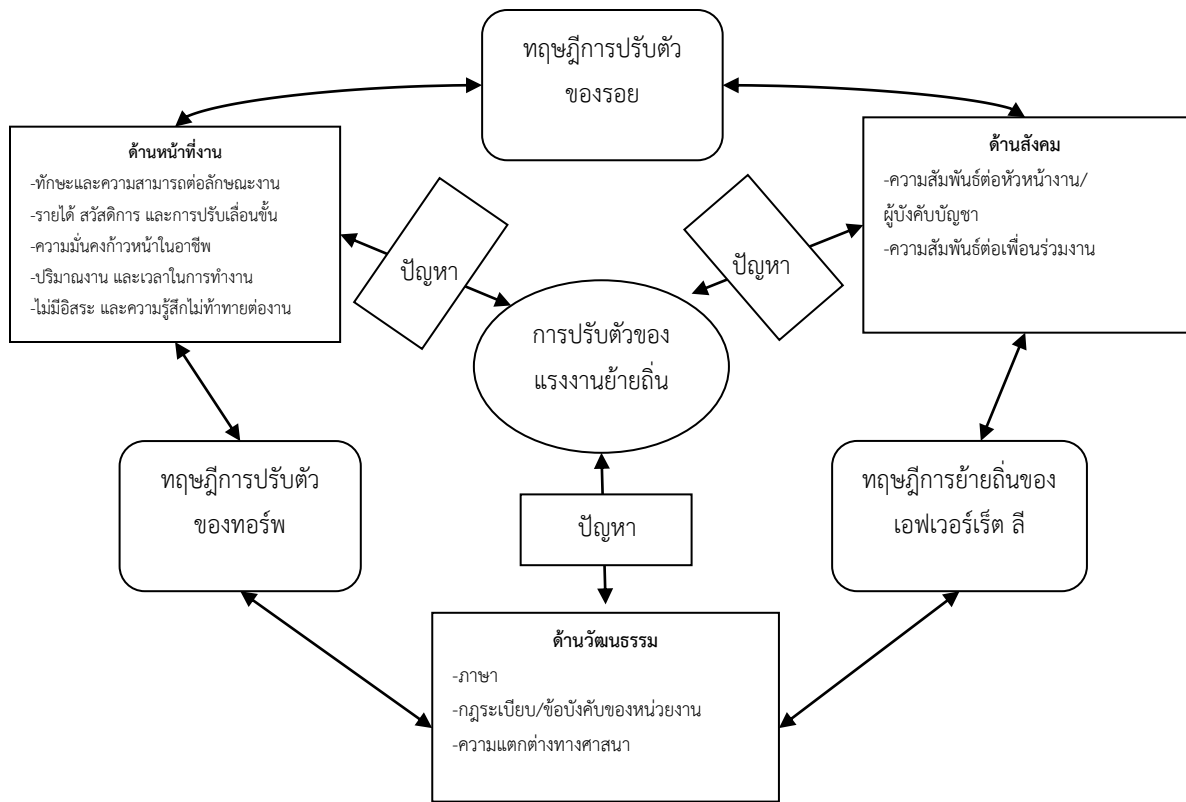 ทฤษฎีการปรับตัว
ของรอย
ด้านหน้าที่งาน
-ทักษะและความสามารถต่อลักษณะงาน
-รายได้ สวัสดิการ และการปรับเลื่อนขั้น
-ความมั่นคงก้าวหน้าในอาชีพ
-ปริมาณงาน และเวลาในการทำงาน
-ไม่มีอิสระ และความรู้สึกไม่ท้าทายต่องาน
ปัญหา
ปัญหา
ด้านสังคม
-ความสัมพันธ์ต่อหัวหน้างาน/
ผู้บังคับบัญชา
-ความสัมพันธ์ต่อเพื่อนร่วมงาน
การปรับตัวของ
แรงงานย้ายถิ่น
ทฤษฎีการปรับตัว
ของทอร์พ
ปัญหา
ทฤษฎีการย้ายถิ่นของ
เอฟเวอร์เร็ต ลี
ด้านวัฒนธรรม
-ภาษา
-กฎระเบียบ/ข้อบังคับของหน่วยงาน
-ความแตกต่างทางศาสนา